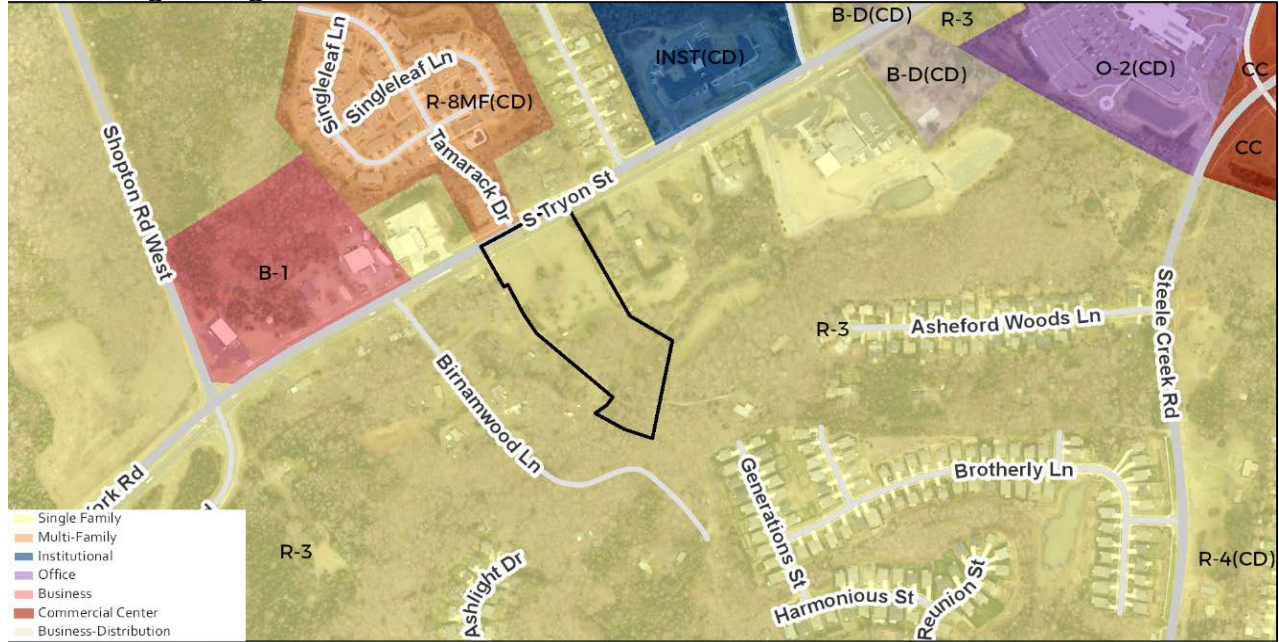 B-D(CD)
R-3
Singleleaf Ln
Singleleaf Ln
INST(CD)
B-D(CD)
O-2(CD)
CC
R-8MF(CD)
CC
Shopton Rd West
Tamarack Dr
S Tryon St
B-1
Steele Creek Rd
R-3
Asheford Woods Ln
Birnamwood Ln
Generations St
Brotherly Ln
ork Rd
R-3
Ashlight Dr
Harmonious St
Reunion St
R-4(CD)
Single Family
Multi-Family
Institutional
Office
Business
Commercial Center
Business-Distribution